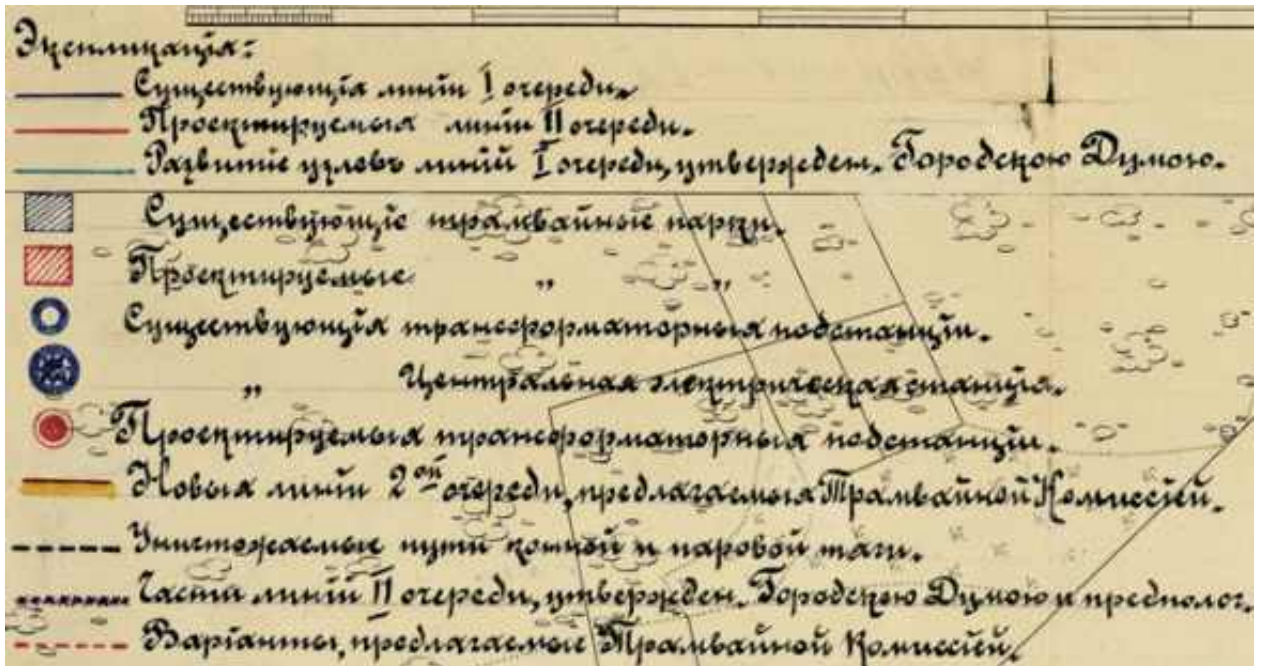 Экспликація:
Существующія линіи I очереди.
Проектируемыя линіи II очереди.
Развитіе узловъ линій I очереди, утвержден. Городскою Думою.
Существующіе трамвайные парки.
Проектируемые " "
Существующія трансформаторныя подстанціи.
" Центральная электрическая станція.
Проектируемыя трансформаторныя подстанціи.
Новыя линіи 2ой очереди, предлагаемыя Трамвайной Комиссіей.
Уничтожаемые пути конной и паровой тяги.
Части линій II очереди, утвержден. Городскою Думою и предполог.
Варіанты, предлагаемые Трамвайной Комиссіей.